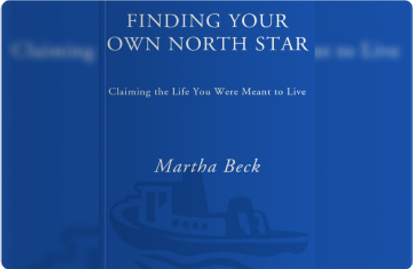 FINDING YOUR
OWN NORTH STAR
Claiming the Life You Were Meant to Live
Martha Beck